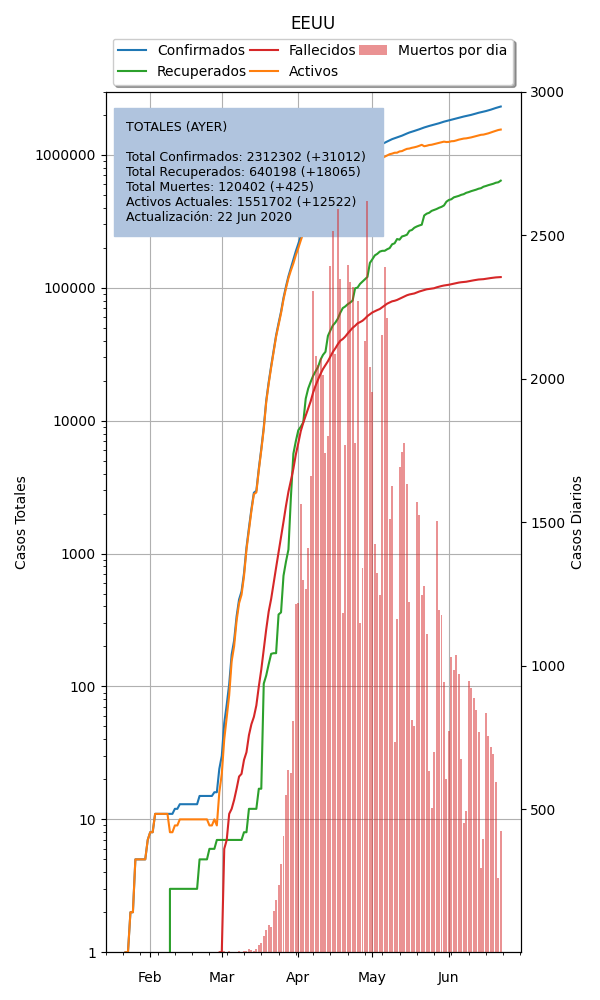 EEUU
Confirmados Fallecidos Muertos por dia
Recuperados Activos
TOTALES (AYER)
Total Confirmados: 2312302 (+31012)
Total Recuperados: 640198 (+18065)
Total Muertes: 120402 (+425)
Activos Actuales: 1551702 (+12522)
Actualización: 22 Jun 2020
Casos Totales
1000000
100000
10000
1000
100
10
1
Feb Mar Apr May Jun
3000
2500
2000
1500
1000
500
Casos Diarios